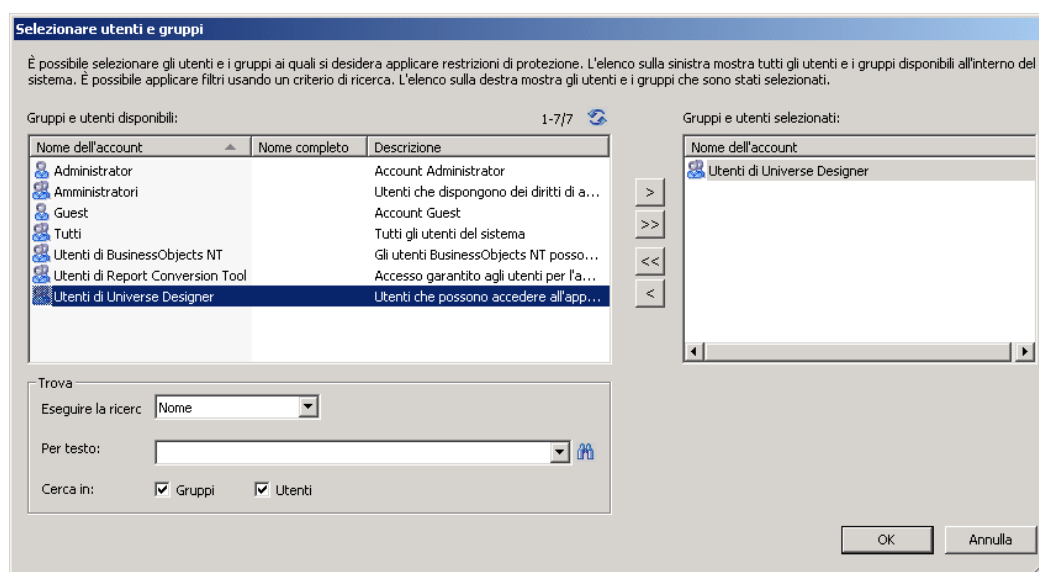 Selezionare utenti e gruppi
È possibile selezionare gli utenti e i gruppi ai quali si desidera applicare restrizioni di protezione. L'elenco sulla sinistra mostra tutti gli utenti e i gruppi disponibili all'interno del
sistema. È possibile applicare filtri usando un criterio di ricerca. L'elenco sulla destra mostra gli utenti e i gruppi che sono stati selezionati.
Gruppi e utenti disponibili: 1-7/7
Nome dell'account Nome completo Descrizione
Administrator Account Administrator
Amministratori Utenti che dispongono dei diritti di a...
Guest Account Guest
Tutti Tutti gli utenti del sistema
Utenti di BusinessObjects NT Gli utenti BusinessObjects NT posso...
Utenti di Report Conversion Tool Accesso garantito agli utenti per l'a...
Utenti di Universe Designer Utenti che possono accedere all'app...
>
>>
<<
<
Gruppi e utenti selezionati:
Nome dell'account
Utenti di Universe Designer
Trova
Eseguire la ricerc Nome
Per testo:
Cerca in: Gruppi Utenti
OK Annulla